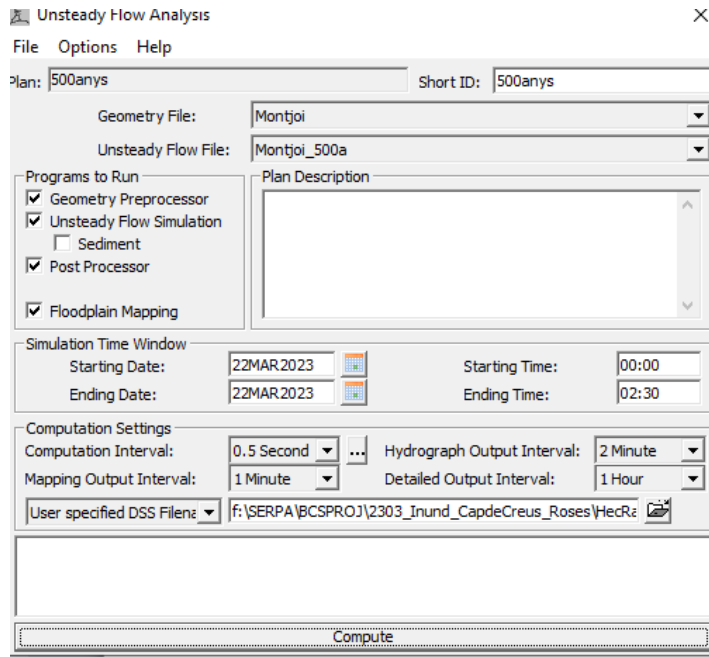 Unsteady Flow Analysis
File Options Help
Plan: 500anys Short ID: 500anys
Geometry File: Montjoi
Unsteady Flow File: Montjoi_500a
Programs to Run
Geometry Preprocessor
Unsteady Flow Simulation
Sediment
Post Processor
Floodplain Mapping
Plan Description
Simulation Time Window
Starting Date: 22MAR2023 Starting Time: 00:00
Ending Date: 22MAR2023 Ending Time: 02:30
Computation Settings
Computation Interval: 0.5 Second ... Hydrograph Output Interval: 2 Minute
Mapping Output Interval: 1 Minute Detailed Output Interval: 1 Hour
User specified DSS Filena f:\SERPA\BCSPROJ\2303_Inund_CapdeCreus_Roses\HecRa
Compute